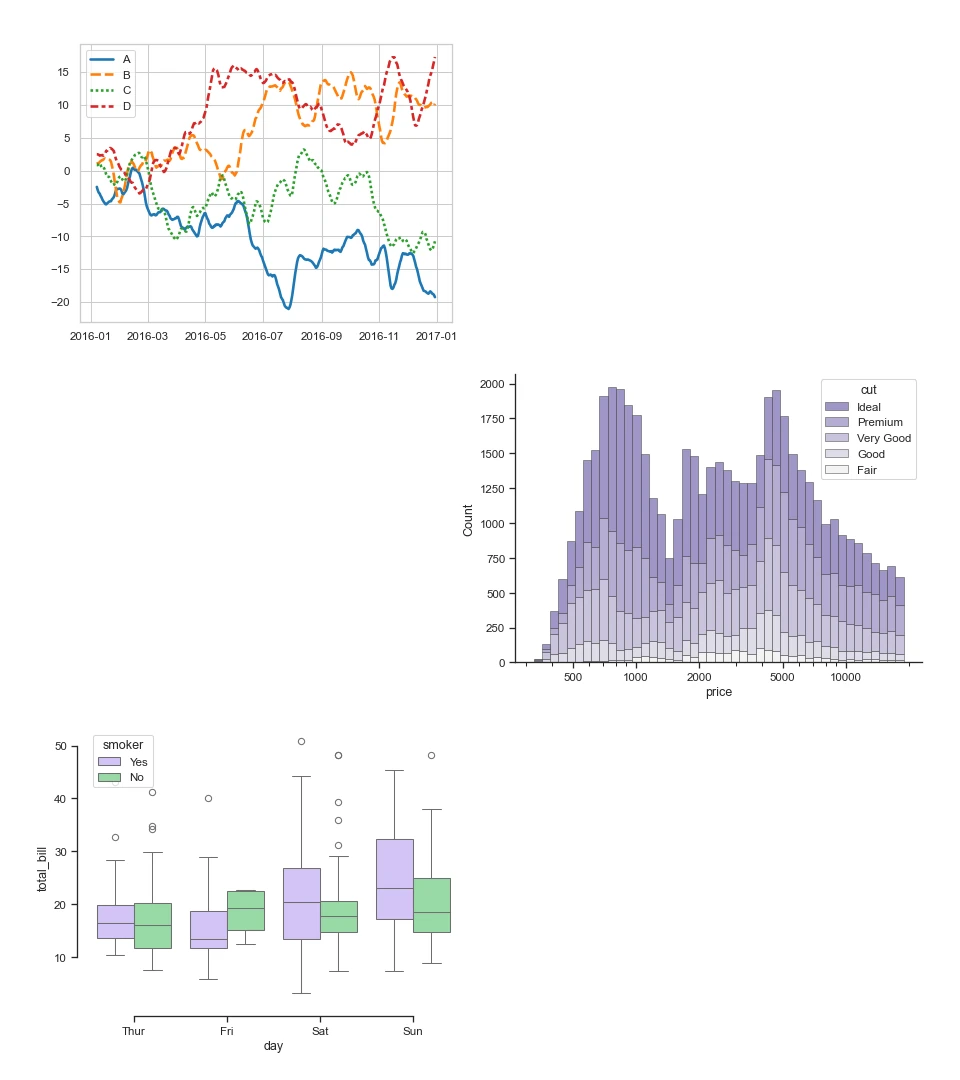 A
B
C
D
15
10
5
0
−5
−10
−15
−20
2016-01 2016-03 2016-05 2016-07 2016-09 2016-11 2017-01
cut
Ideal
Premium
Very Good
Good
Fair
2000
1750
1500
1250
1000
750
500
250
0
Count
500 1000 2000 5000 10000
price
smoker
Yes
No
50
40
30
20
10
total_bill
Thur Fri Sat Sun
day